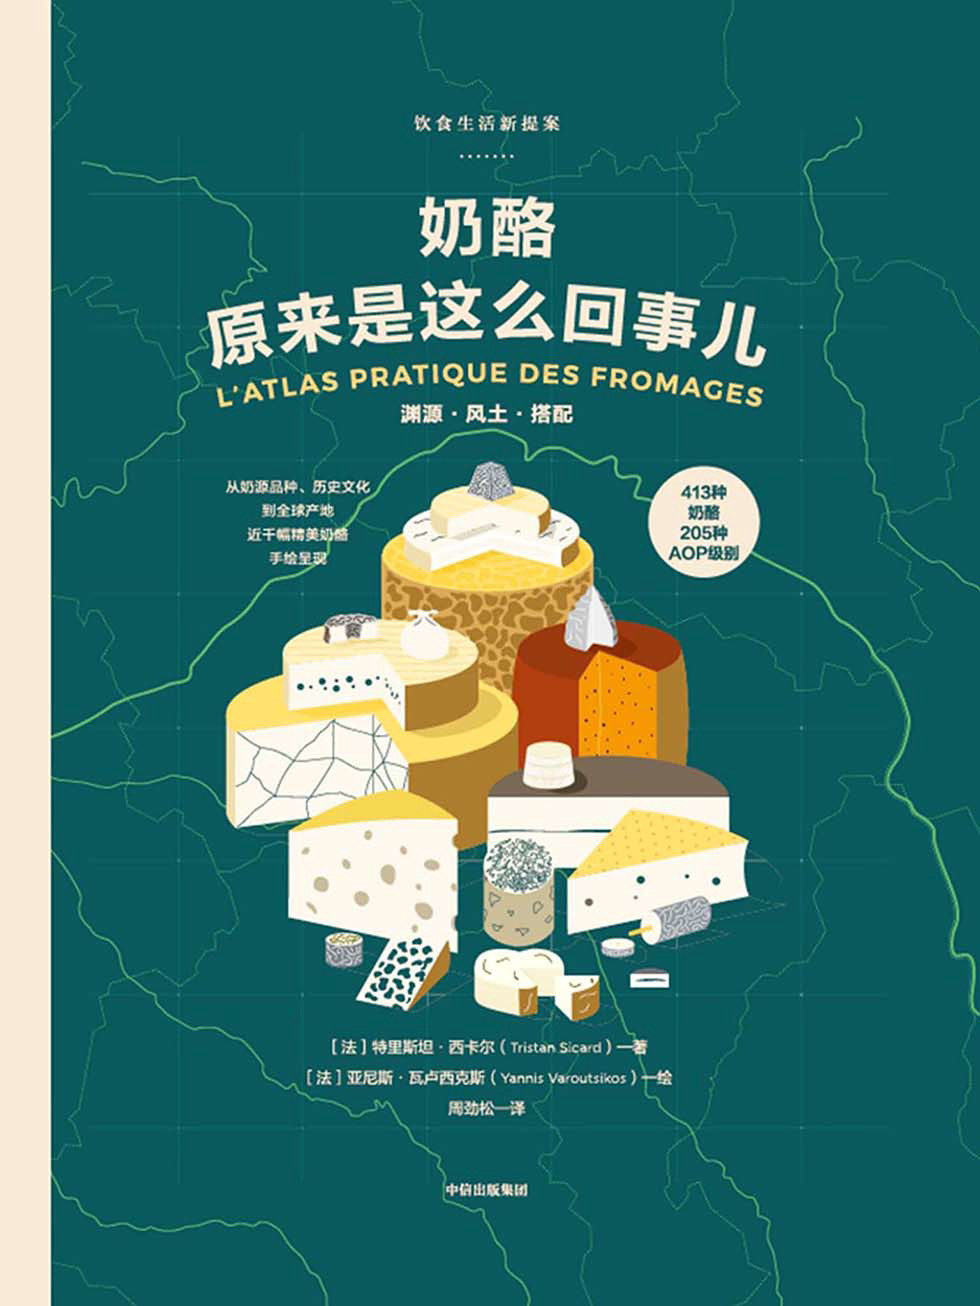 饮食生活新提案
奶酪
原来是这么回事儿
L'ATLAS PRATIQUE DES FROMAGES
渊源·风土·搭配
从奶源品种、历史文化
到全球产地
近千幅精美奶酪
手绘呈现
413种
奶酪
205种
AOP级别
[法]特里斯坦·西卡尔(Tristan Sicard)—著
[法]亚尼斯·瓦卢西克斯(Yannis Varoutsikos)—绘
周劲松—译
中信出版集团